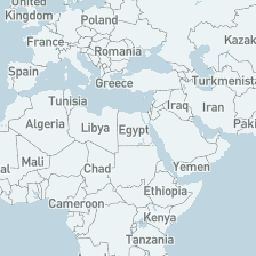 United
Kingdom
Poland
France
Kazak
Romania
Spain
Greece
Turkmenista
Tunisia
Iraq
Iran
Algeria
Libya
Egypt
Pak
al
Mali
Chad
Yemen
Ethiopia
Cameroon
Kenya
Tanzania